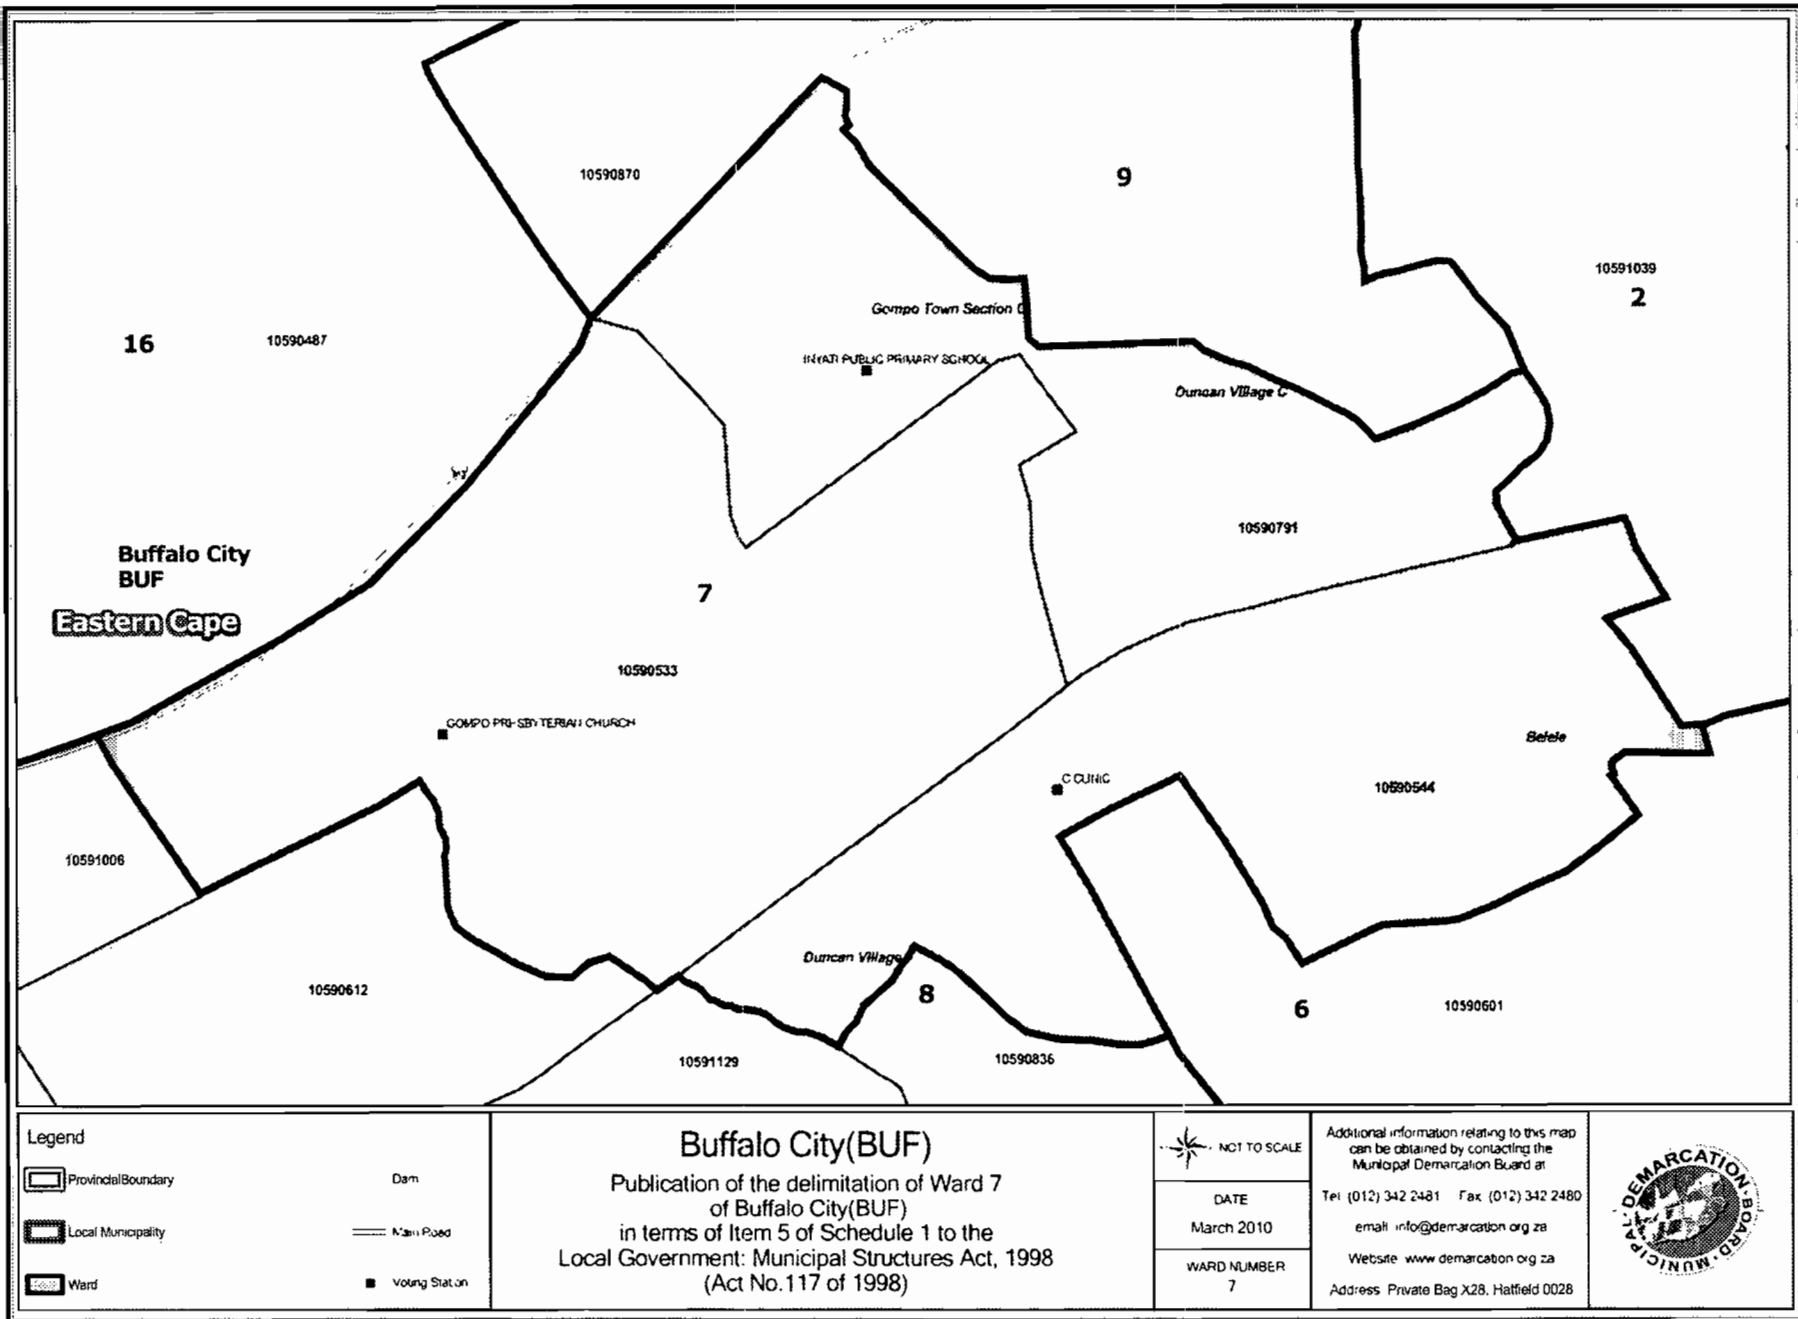 10590870
9
10591039
2
Gompo Town Section C
16
10590487
INYATI PUBLIC PRIMARY SCHOOL
Duncan Village C
10590791
Buffalo City
BUF
Eastern Cape
7
10590533
GOMPO PRESBYTERIAN CHURCH
Belele
C CLINIC
10590544
10591006
Duncan Village
10590612
8
6
10590601
10591129
10590836
Legend
ProvincialBoundary
Local Municipality
Ward
Dam
Main Road
Voting Station
Buffalo City(BUF)
Publication of the delimitation of Ward 7
of Buffalo City(BUF)
in terms of Item 5 of Schedule 1 to the
Local Government: Municipal Structures Act, 1998
(Act No.117 of 1998)
NOT TO SCALE
DATE
March 2010
WARD NUMBER
7
Additional information relating to this map
can be obtained by contacting the
Municipal Demarcation Board at
Tel (012) 342 2481 Fax (012) 342 2480
email info@demarcation org za
Website www demarcation org za
Address Private Bag X28, Hatfield 0028
MUNICIPAL DEMARCATION BOARD